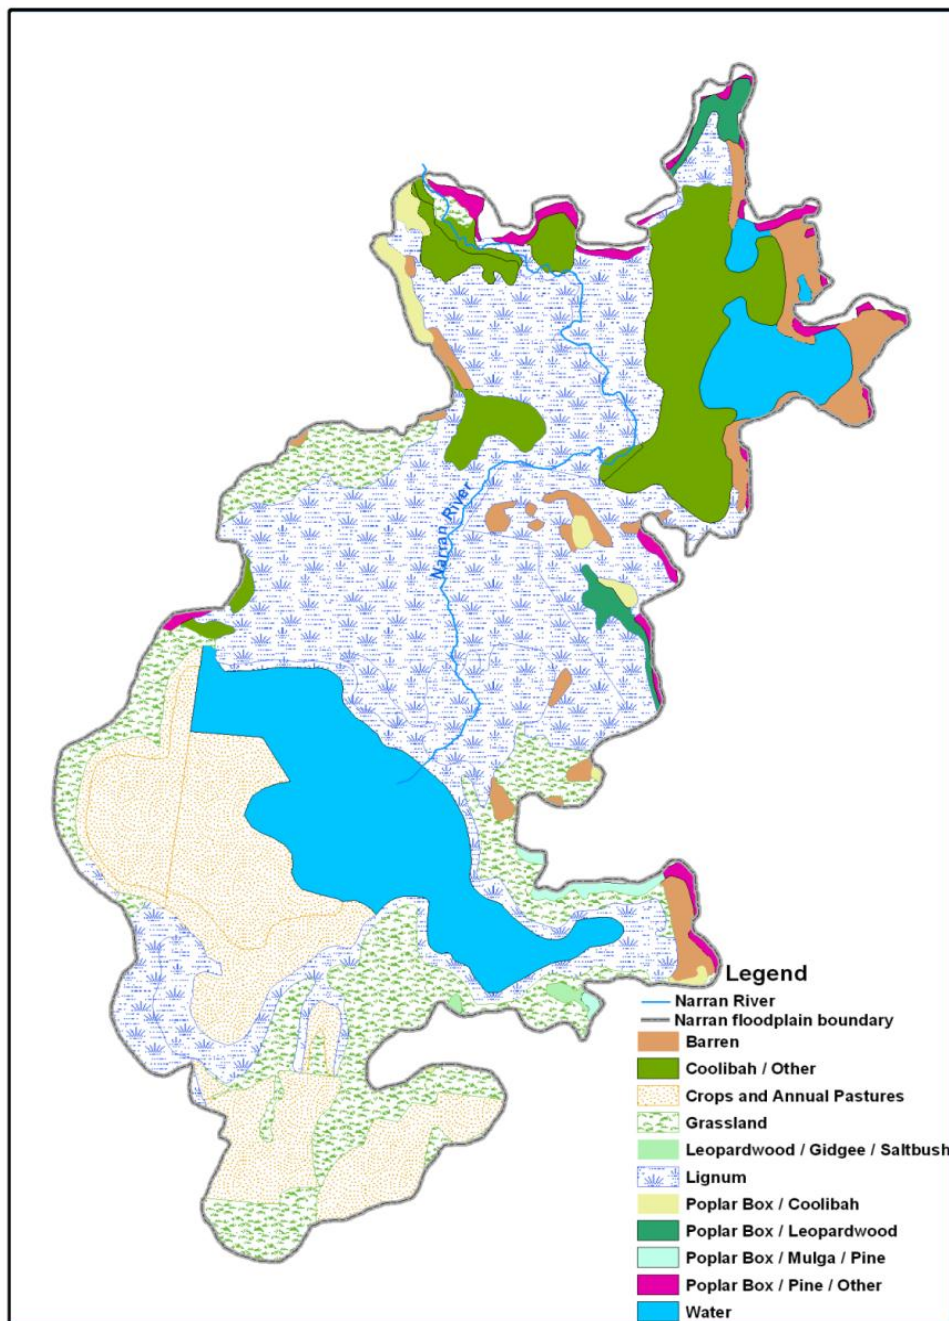 Narran River
Legend
Narran River
Narran floodplain boundary
Barren
Coolibah / Other
Crops and Annual Pastures
Grassland
Leopardwood / Gidgee / Saltbush
Lignum
Poplar Box / Coolibah
Poplar Box / Leopardwood
Poplar Box / Mulga / Pine
Poplar Box / Pine / Other
Water